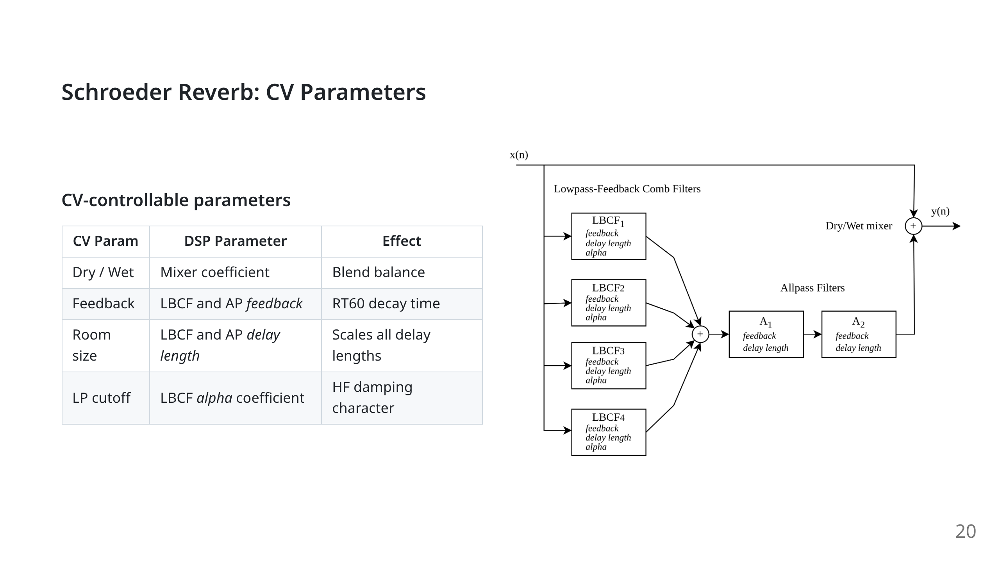 Schroeder Reverb: CV Parameters
CV-controllable parameters
CV Param DSP Parameter Effect
Dry / Wet Mixer coefficient Blend balance
Feedback LBCF and AP feedback RT60 decay time
Room size LBCF and AP delay length Scales all delay lengths
LP cutoff LBCF alpha coefficient HF damping character
x(n)
Lowpass-Feedback Comb Filters
LBCF1
feedback
delay length
alpha
LBCF2
feedback
delay length
alpha
LBCF3
feedback
delay length
alpha
LBCF4
feedback
delay length
alpha
+
Allpass Filters
A1
feedback
delay length
A2
feedback
delay length
Dry/Wet mixer
+
y(n)
20